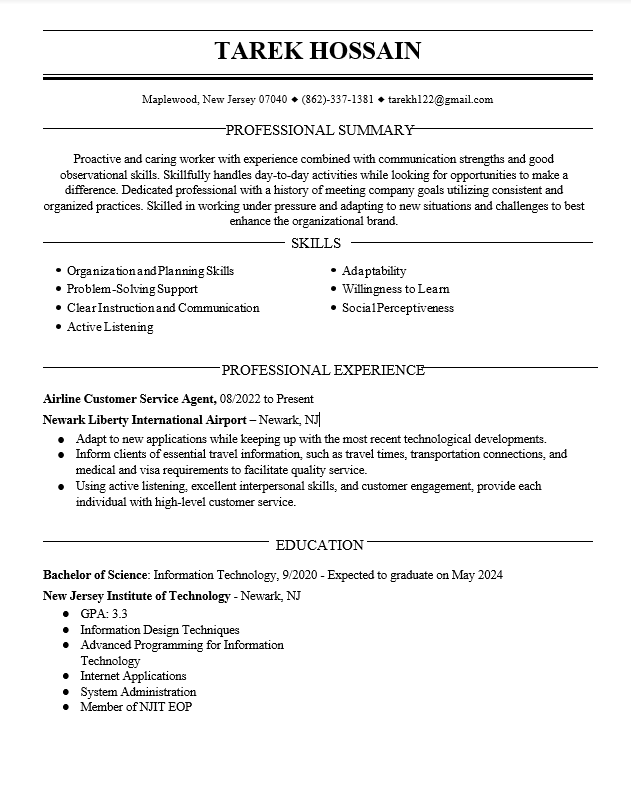 TAREK HOSSAIN
Maplewood, New Jersey 07040 ◆ (862)-337-1381 ◆ tarekh122@gmail.com
PROFESSIONAL SUMMARY
Proactive and caring worker with experience combined with communication strengths and good
observational skills. Skillfully handles day-to-day activities while looking for opportunities to make a
difference. Dedicated professional with a history of meeting company goals utilizing consistent and
organized practices. Skilled in working under pressure and adapting to new situations and challenges to best
enhance the organizational brand.
SKILLS
• Organization and Planning Skills
• Problem-Solving Support
• Clear Instruction and Communication
• Active Listening
• Adaptability
• Willingness to Learn
• Social Perceptiveness
PROFESSIONAL EXPERIENCE
Airline Customer Service Agent, 08/2022 to Present
Newark Liberty International Airport – Newark, NJ
● Adapt to new applications while keeping up with the most recent technological developments.
● Inform clients of essential travel information, such as travel times, transportation connections, and
medical and visa requirements to facilitate quality service.
● Using active listening, excellent interpersonal skills, and customer engagement, provide each
individual with high-level customer service.
EDUCATION
Bachelor of Science: Information Technology, 9/2020 - Expected to graduate on May 2024
New Jersey Institute of Technology - Newark, NJ
● GPA: 3.3
● Information Design Techniques
● Advanced Programming for Information
Technology
● Internet Applications
● System Administration
● Member of NJIT EOP